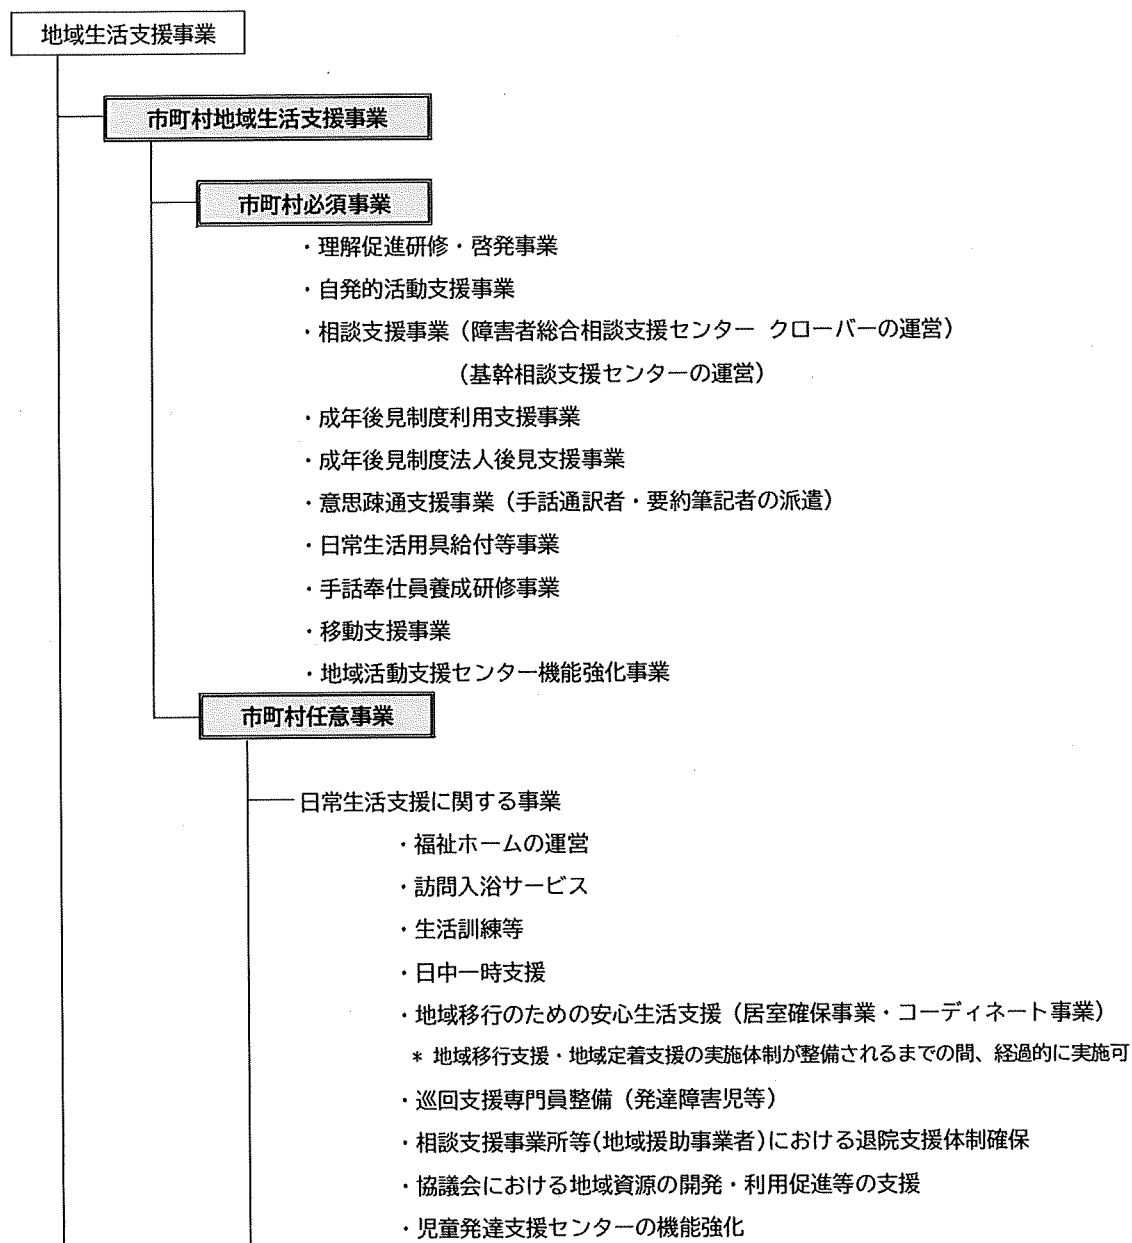 地域生活支援事業
市町村地域生活支援事業
市町村必須事業
・理解促進研修・啓発事業
・自発的活動支援事業
・相談支援事業（障害者総合相談支援センター クローバーの運営）
（基幹相談支援センターの運営）
・成年後見制度利用支援事業
・成年後見制度法人後見支援事業
・意思疎通支援事業（手話通訳者・要約筆記者の派遣）
・日常生活用具給付等事業
・手話奉仕員養成研修事業
・移動支援事業
・地域活動支援センター機能強化事業
市町村任意事業
日常生活支援に関する事業
・福祉ホームの運営
・訪問入浴サービス
・生活訓練等
・日中一時支援
・地域移行のための安心生活支援（居室確保事業・コーディネート事業）
* 地域移行支援・地域定着支援の実施体制が整備されるまでの間、経過的に実施可
・巡回支援専門員整備（発達障害児等）
・相談支援事業所等(地域援助事業者)における退院支援体制確保
・協議会における地域資源の開発・利用促進等の支援
・児童発達支援センターの機能強化